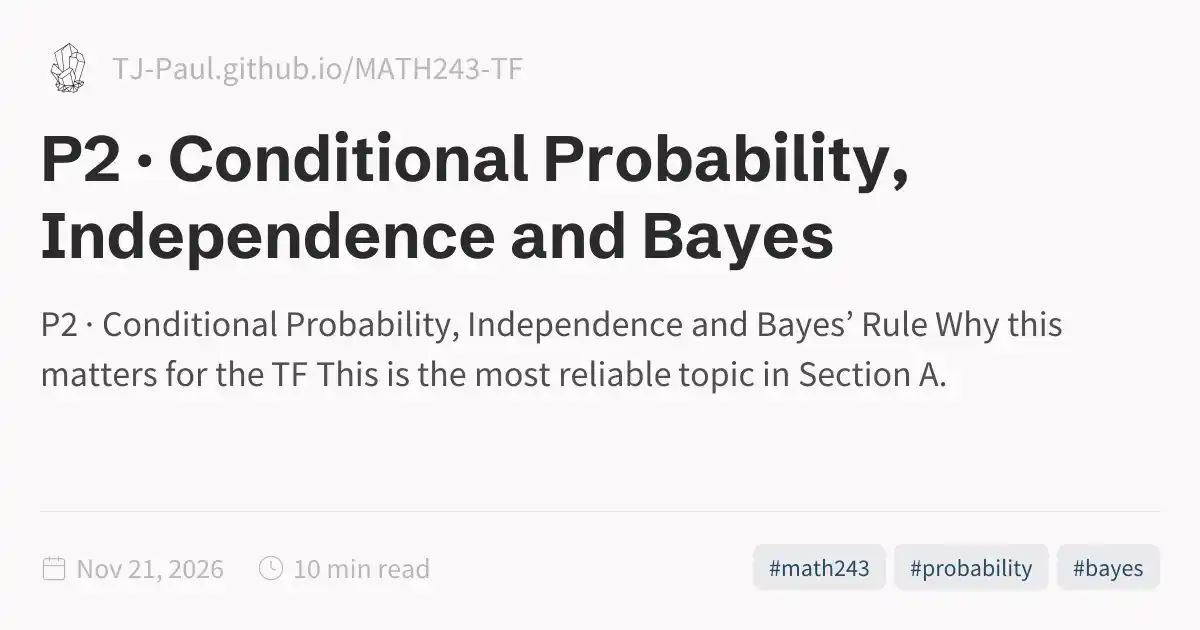 TJ-Paul.github.io/MATH243-TF
P2 · Conditional Probability,
Independence and Bayes
P2 · Conditional Probability, Independence and Bayes’ Rule Why this
matters for the TF This is the most reliable topic in Section A.
Nov 21, 2026
10 min read
#math243
#probability
#bayes